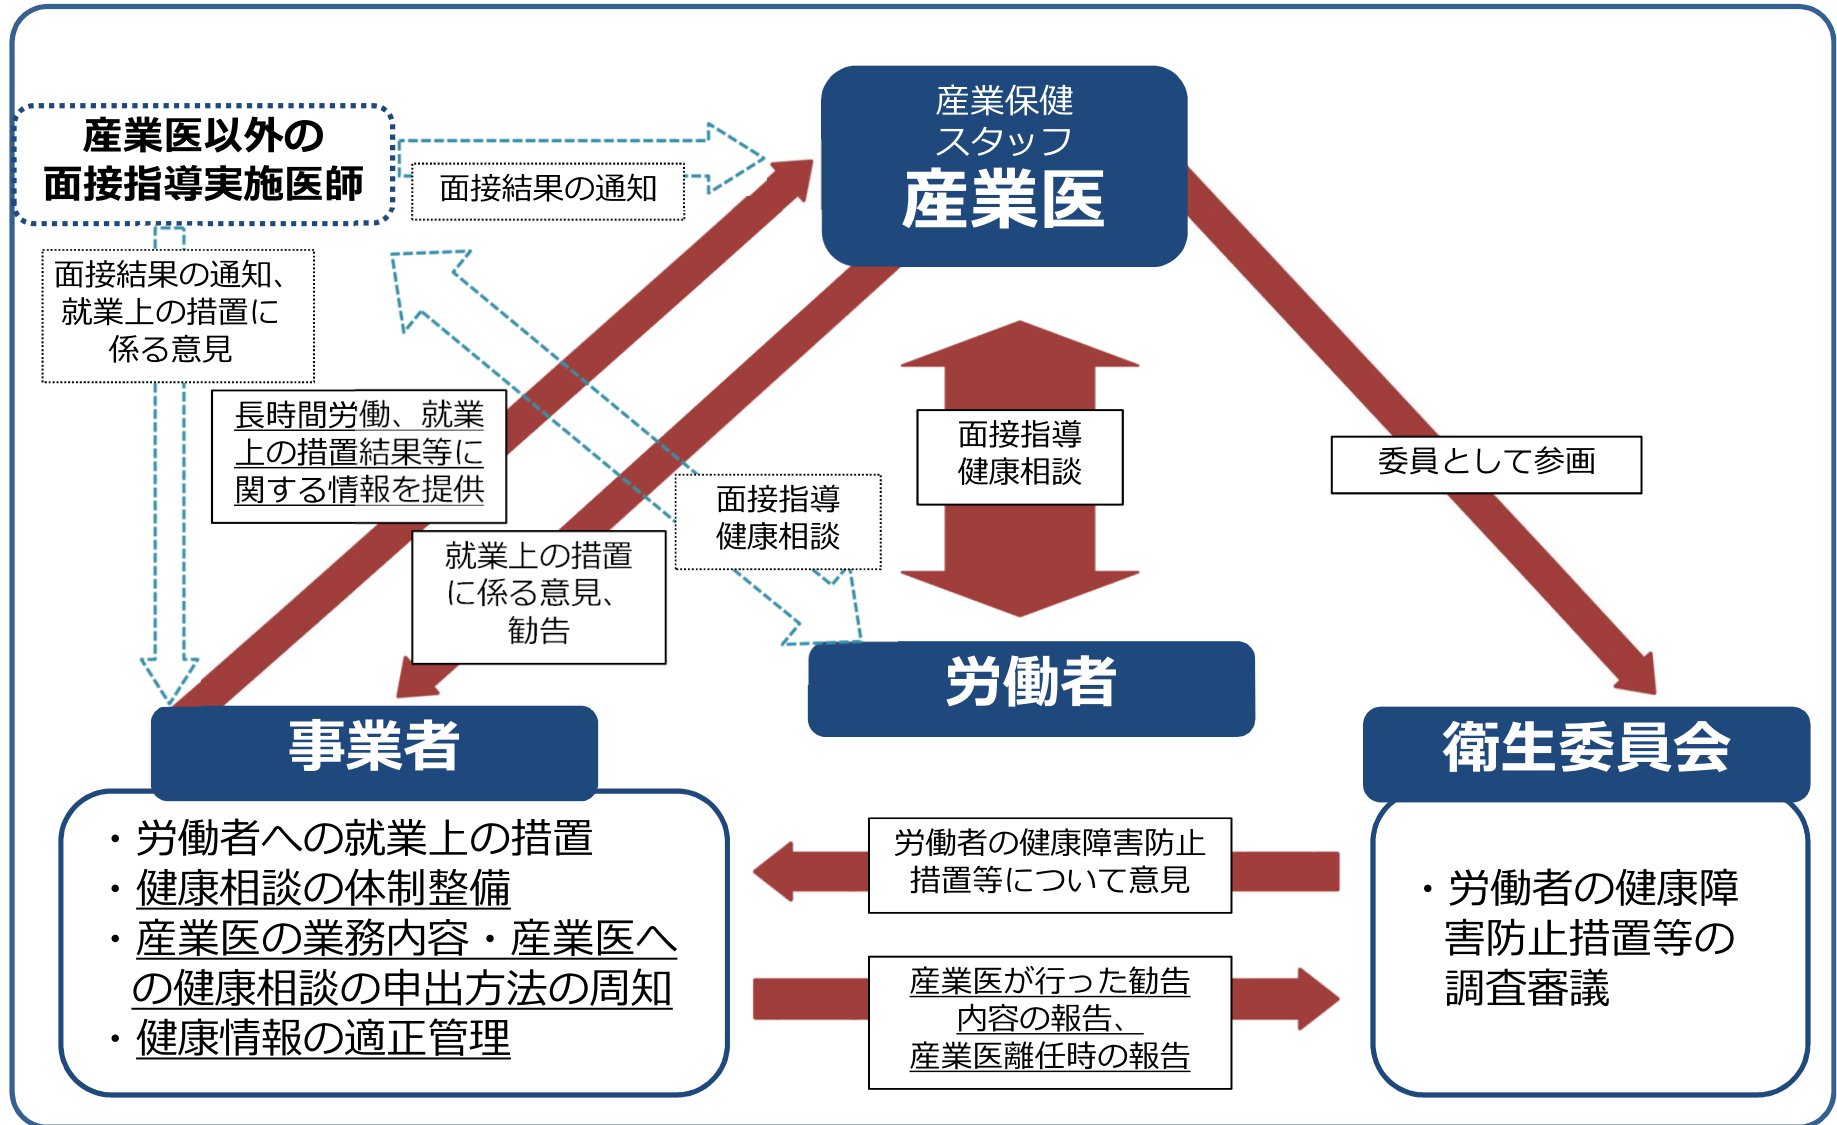 産業保健
スタッフ
産業医
産業医以外の
面接指導実施医師
面接結果の通知
面接結果の通知、
就業上の措置に
係る意見
長時間労働、就業
上の措置結果等に
関する情報を提供
面接指導
健康相談
委員として参画
面接指導
健康相談
就業上の措置
に係る意見、
勧告
労働者
事業者
衛生委員会
・労働者への就業上の措置
・健康相談の体制整備
・産業医の業務内容・産業医へ
の健康相談の申出方法の周知
・健康情報の適正管理
労働者の健康障害防止
措置等について意見
産業医が行った勧告
内容の報告、
産業医離任時の報告
・労働者の健康障
害防止措置等の
調査審議